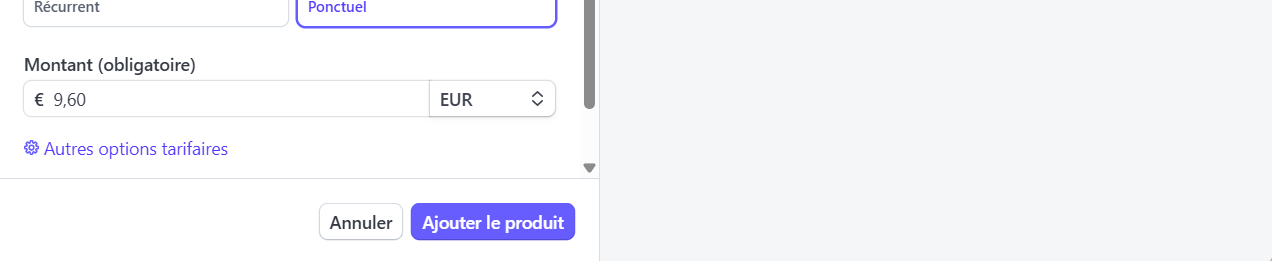 Récurrent
Ponctuel
Montant (obligatoire)
€ 9,60
EUR
Autres options tarifaires
Annuler
Ajouter le produit